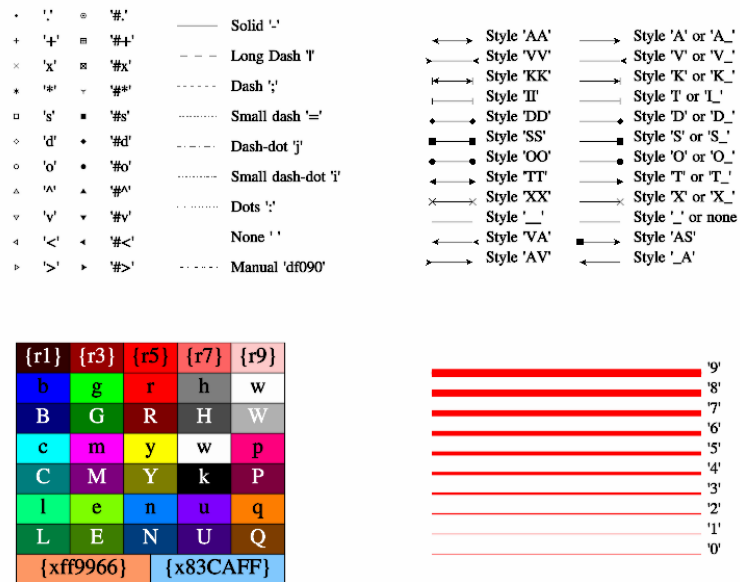 '.' '#.'
'+' '#+'
'x' '#x'
'*' '#*'
's' '#s'
'd' '#d'
'o' '#o'
'^' '#^'
'v' '#v'
'<' '#<'
'>' '#>'
Solid '-'
Long Dash '|'
Dash ';'
Small dash '='
Dash-dot 'j'
Small dash-dot 'i'
Dots ':'
None ' '
Manual 'df090'
Style 'AA' Style 'A' or 'A_'
Style 'VV' Style 'V' or 'V_'
Style 'KK' Style 'K' or 'K_'
Style 'II' Style 'I' or 'I_'
Style 'DD' Style 'D' or 'D_'
Style 'SS' Style 'S' or 'S_'
Style 'OO' Style 'O' or 'O_'
Style 'TT' Style 'T' or 'T_'
Style 'XX' Style 'X' or 'X_'
Style '__' Style '_' or none
Style 'VA' Style 'AS'
Style 'AV' Style '_A'
{r1} {r3} {r5} {r7} {r9}
b g r h w
B G R H W
c m y w p
C M Y k P
l e n u q
L E N U Q
{xff9966} {x83CAFF}
'9'
'8'
'7'
'6'
'5'
'4'
'3'
'2'
'1'
'0'